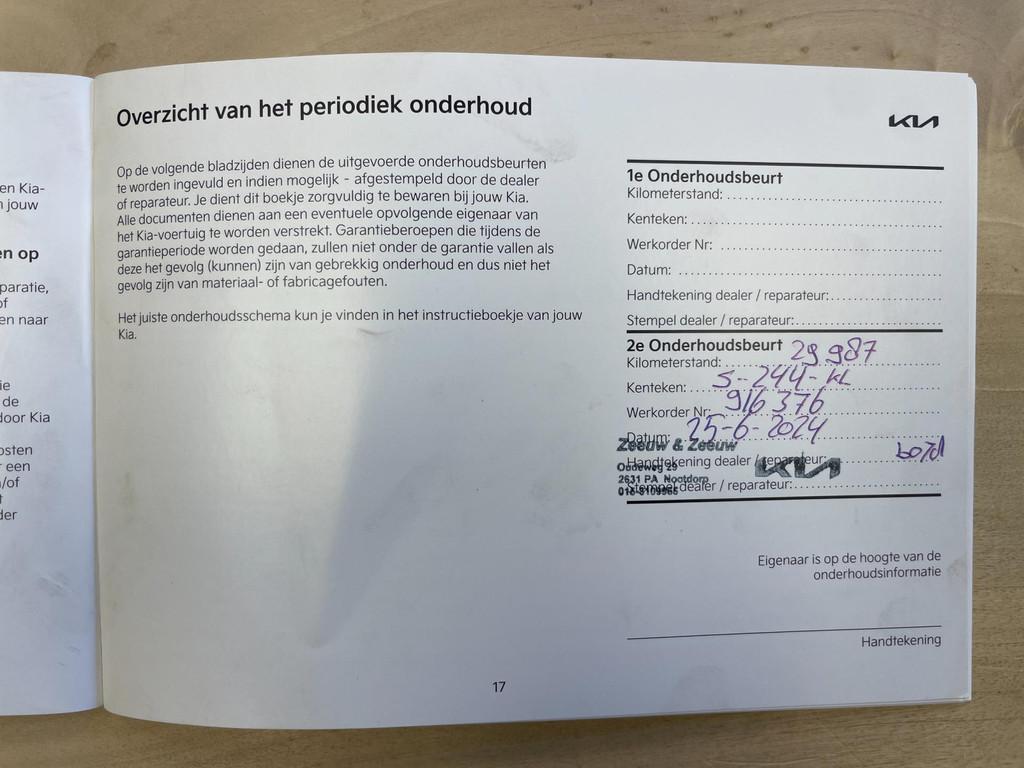 en Kia-
n jouw
en op
paratie,
of
en naar
ie
de
door Kia
osten
r een
n/of
t
der
Overzicht van het periodiek onderhoud
KIA
Op de volgende bladzijden dienen de uitgevoerde onderhoudsbeurten
te worden ingevuld en indien mogelijk - afgestempeld door de dealer
of reparateur. Je dient dit boekje zorgvuldig te bewaren bij jouw Kia.
Alle documenten dienen aan een eventuele opvolgende eigenaar van
het Kia-voertuig te worden verstrekt. Garantieberoepen die tijdens de
garantieperiode worden gedaan, zullen niet onder de garantie vallen als
deze het gevolg (kunnen) zijn van gebrekkig onderhoud en dus niet het
gevolg zijn van materiaal- of fabricagefouten.
Het juiste onderhoudsschema kun je vinden in het instructieboekje van jouw
Kia.
1e Onderhoudsbeurt
Kilometerstand:
Kenteken:
Werkorder Nr:
Datum:
Handtekening dealer / reparateur:
Stempel dealer / reparateur:
2e Onderhoudsbeurt
Kilometerstand: 29 987
Kenteken: S-244-KL
Werkorder Nr: 916 376
Datum: 25-6-2024
Zeeuw & Zeeuw
Handtekening dealer / reparateur:
KIA
Oudeweg 29
2631 PA Nootdorp
Stempel dealer / reparateur:
015-3109965
Eigenaar is op de hoogte van de
onderhoudsinformatie
Handtekening
17